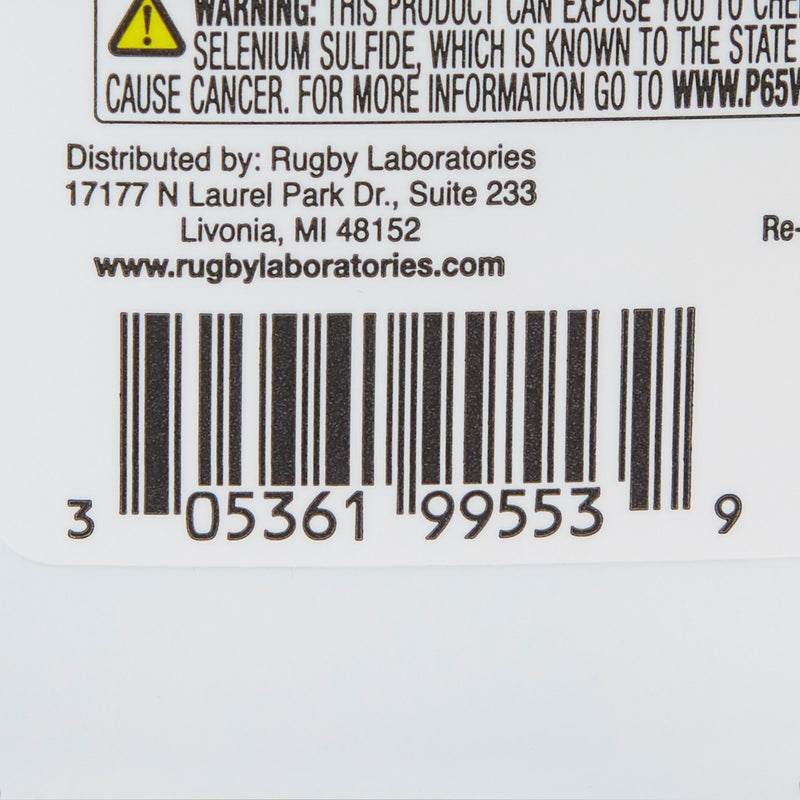 WARNING: THIS PRODUCT CAN EXPOSE YOU TO
SELENIUM SULFIDE, WHICH IS KNOWN TO THE STATE
CAUSE CANCER. FOR MORE INFORMATION GO TO WWW.P65W
Distributed by: Rugby Laboratories
17177 N Laurel Park Dr., Suite 233
Livonia, MI 48152
www.rugbylaboratories.com
Re-
3 05361 99553 9